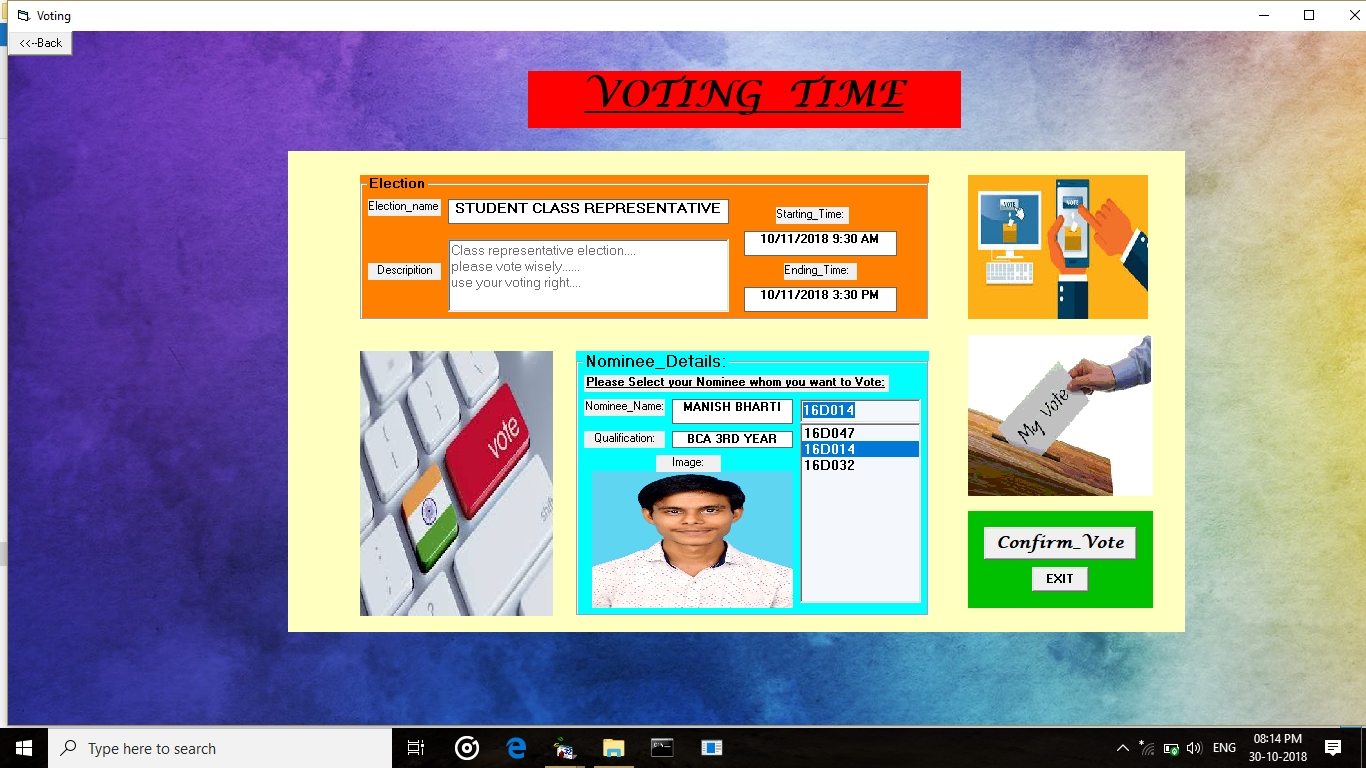 Voting
<<--Back
VOTING TIME
Election
Election_name
STUDENT CLASS REPRESENTATIVE
Starting_Time:
10/11/2018 9:30 AM
Descripition
Class representative election....
please vote wisely......
use your voting right....
Ending_Time:
10/11/2018 3:30 PM
VOTE
VOTE
vote
shift
?
Nominee_Details:
Please Select your Nominee whom you want to Vote:
Nominee_Name:
MANISH BHARTI
16D014
Qualification:
BCA 3RD YEAR
16D047
16D014
16D032
Image:
My Vote
Confirm_Vote
EXIT
Type here to search
ENG
08:14 PM
30-10-2018